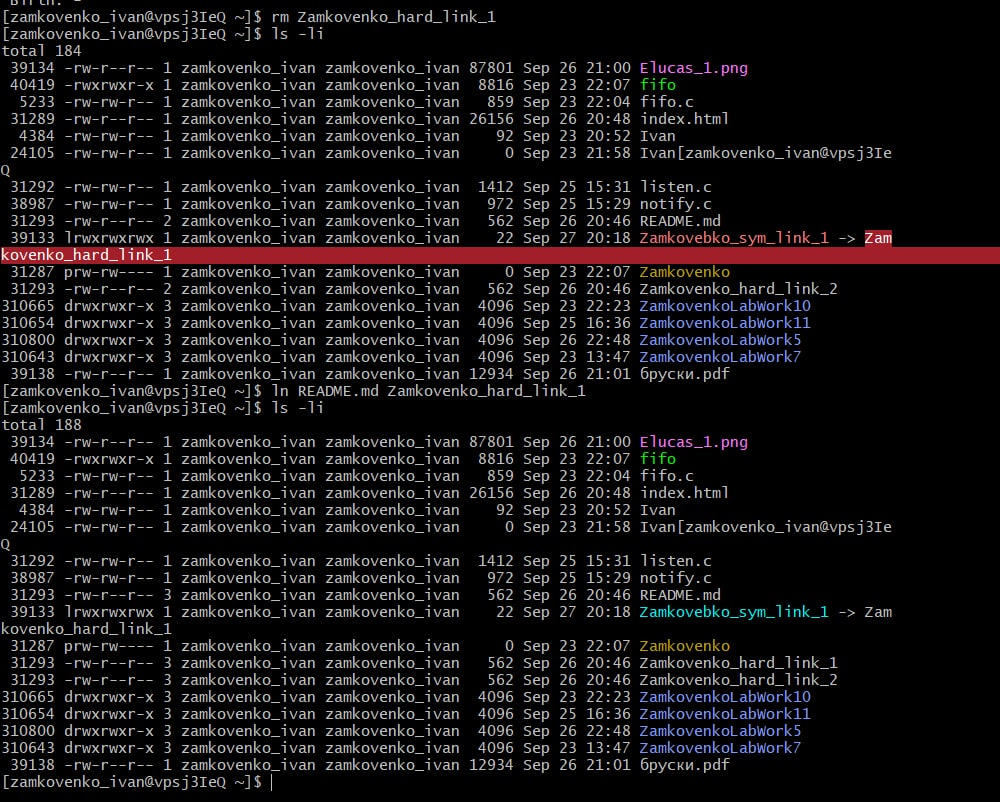 [zamkovenko_ivan@vpsj3IeQ ~]$ rm Zamkovenko_hard_link_1
[zamkovenko_ivan@vpsj3IeQ ~]$ ls -li
total 184
 39134 -rw-r--r-- 1 zamkovenko_ivan zamkovenko_ivan 87801 Sep 26 21:00 Elucas_1.png
 40419 -rwxrwxr-x 1 zamkovenko_ivan zamkovenko_ivan  8816 Sep 23 22:07 fifo
  5233 -rw-rw-r-- 1 zamkovenko_ivan zamkovenko_ivan   859 Sep 23 22:04 fifo.c
 31289 -rw-rw-r-- 1 zamkovenko_ivan zamkovenko_ivan 26156 Sep 26 20:48 index.html
  4384 -rw-rw-r-- 1 zamkovenko_ivan zamkovenko_ivan    92 Sep 23 20:52 Ivan
 24105 -rw-rw-r-- 1 zamkovenko_ivan zamkovenko_ivan     0 Sep 23 21:58 Ivan[zamkovenko_ivan@vpsj3Ie
Q
 31292 -rw-rw-r-- 1 zamkovenko_ivan zamkovenko_ivan  1412 Sep 25 15:31 listen.c
 38987 -rw-rw-r-- 1 zamkovenko_ivan zamkovenko_ivan   972 Sep 25 15:29 notify.c
 31293 -rw-rw-r-- 2 zamkovenko_ivan zamkovenko_ivan   562 Sep 26 20:46 README.md
 39133 lrwxrwxrwx 1 zamkovenko_ivan zamkovenko_ivan    22 Sep 27 20:18 Zamkovebko_sym_link_1 -> Zam
kovenko_hard_link_1
 31287 prw-rw---- 1 zamkovenko_ivan zamkovenko_ivan     0 Sep 23 22:07 Zamkovenko
 31293 -rw-rw-r-- 2 zamkovenko_ivan zamkovenko_ivan   562 Sep 26 20:46 Zamkovenko_hard_link_2
310665 drwxrwxr-x 3 zamkovenko_ivan zamkovenko_ivan  4096 Sep 23 22:23 ZamkovenkoLabWork10
310654 drwxrwxr-x 3 zamkovenko_ivan zamkovenko_ivan  4096 Sep 25 16:36 ZamkovenkoLabWork11
310800 drwxrwxr-x 3 zamkovenko_ivan zamkovenko_ivan  4096 Sep 26 22:48 ZamkovenkoLabWork5
310643 drwxrwxr-x 3 zamkovenko_ivan zamkovenko_ivan  4096 Sep 23 13:47 ZamkovenkoLabWork7
 39138 -rw-r--r-- 1 zamkovenko_ivan zamkovenko_ivan 12934 Sep 26 21:01 бруски.pdf
[zamkovenko_ivan@vpsj3IeQ ~]$ ln README.md Zamkovenko_hard_link_1
[zamkovenko_ivan@vpsj3IeQ ~]$ ls -li
total 188
 39134 -rw-r--r-- 1 zamkovenko_ivan zamkovenko_ivan 87801 Sep 26 21:00 Elucas_1.png
 40419 -rwxrwxr-x 1 zamkovenko_ivan zamkovenko_ivan  8816 Sep 23 22:07 fifo
  5233 -rw-rw-r-- 1 zamkovenko_ivan zamkovenko_ivan   859 Sep 23 22:04 fifo.c
 31289 -rw-rw-r-- 1 zamkovenko_ivan zamkovenko_ivan 26156 Sep 26 20:48 index.html
  4384 -rw-rw-r-- 1 zamkovenko_ivan zamkovenko_ivan    92 Sep 23 20:52 Ivan
 24105 -rw-rw-r-- 1 zamkovenko_ivan zamkovenko_ivan     0 Sep 23 21:58 Ivan[zamkovenko_ivan@vpsj3Ie
Q
 31292 -rw-rw-r-- 1 zamkovenko_ivan zamkovenko_ivan  1412 Sep 25 15:31 listen.c
 38987 -rw-rw-r-- 1 zamkovenko_ivan zamkovenko_ivan   972 Sep 25 15:29 notify.c
 31293 -rw-rw-r-- 3 zamkovenko_ivan zamkovenko_ivan   562 Sep 26 20:46 README.md
 39133 lrwxrwxrwx 1 zamkovenko_ivan zamkovenko_ivan    22 Sep 27 20:18 Zamkovebko_sym_link_1 -> Zam
kovenko_hard_link_1
 31287 prw-rw---- 1 zamkovenko_ivan zamkovenko_ivan     0 Sep 23 22:07 Zamkovenko
 31293 -rw-rw-r-- 3 zamkovenko_ivan zamkovenko_ivan   562 Sep 26 20:46 Zamkovenko_hard_link_1
 31293 -rw-rw-r-- 3 zamkovenko_ivan zamkovenko_ivan   562 Sep 26 20:46 Zamkovenko_hard_link_2
310665 drwxrwxr-x 3 zamkovenko_ivan zamkovenko_ivan  4096 Sep 23 22:23 ZamkovenkoLabWork10
310654 drwxrwxr-x 3 zamkovenko_ivan zamkovenko_ivan  4096 Sep 25 16:36 ZamkovenkoLabWork11
310800 drwxrwxr-x 3 zamkovenko_ivan zamkovenko_ivan  4096 Sep 26 22:48 ZamkovenkoLabWork5
310643 drwxrwxr-x 3 zamkovenko_ivan zamkovenko_ivan  4096 Sep 23 13:47 ZamkovenkoLabWork7
 39138 -rw-r--r-- 1 zamkovenko_ivan zamkovenko_ivan 12934 Sep 26 21:01 бруски.pdf
[zamkovenko_ivan@vpsj3IeQ ~]$